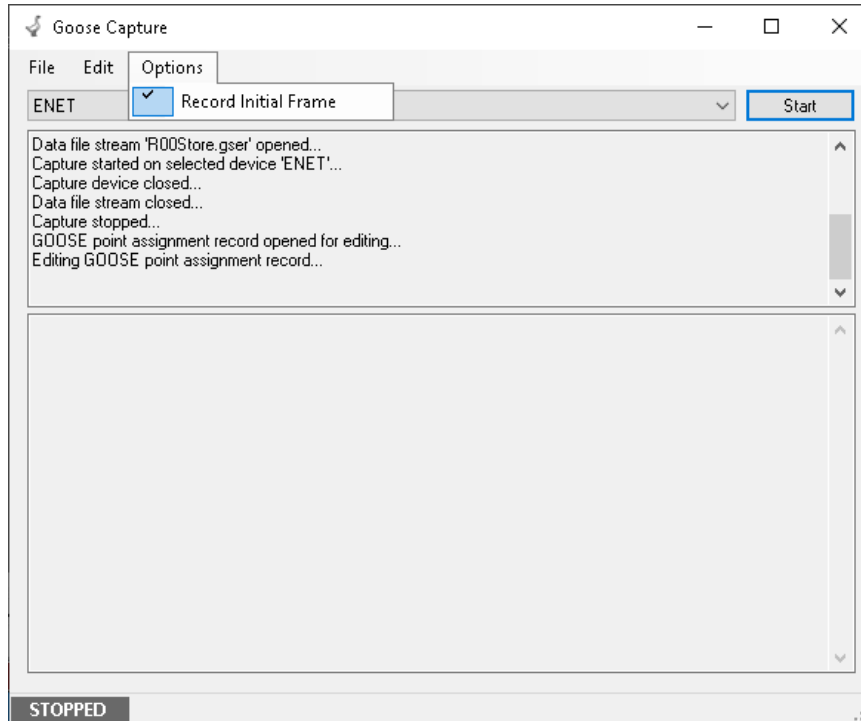 Goose Capture
File Edit Options
Record Initial Frame
ENET Start
Data file stream 'R00Store.gser' opened...
Capture started on selected device 'ENET'...
Capture device closed...
Data file stream closed...
Capture stopped...
GOOSE point assignment record opened for editing...
Editing GOOSE point assignment record...
STOPPED